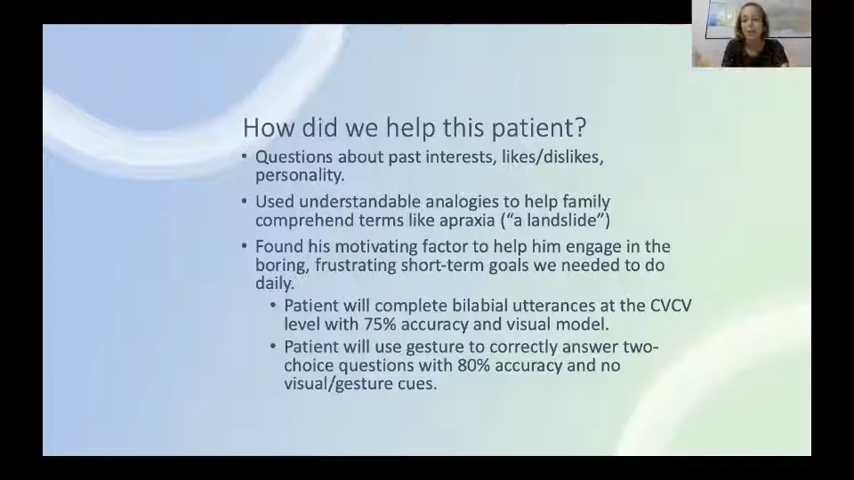 How did we help this patient?
• Questions about past interests, likes/dislikes,
personality.
• Used understandable analogies to help family
comprehend terms like apraxia (“a landslide”)
• Found his motivating factor to help him engage in the
boring, frustrating short-term goals we needed to do
daily.
• Patient will complete bilabial utterances at the CVCV
level with 75% accuracy and visual model.
• Patient will use gesture to correctly answer two-
choice questions with 80% accuracy and no
visual/gesture cues.